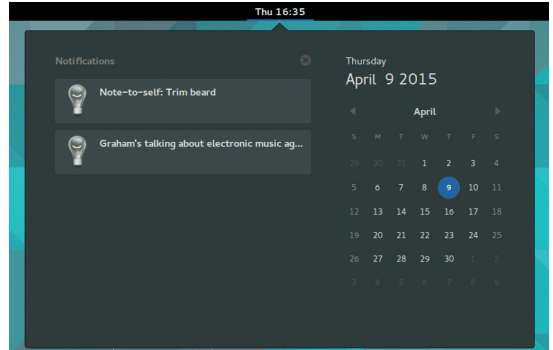 Thu 16:35
Notifications
Note-to-self: Trim beard
Graham's talking about electronic music ag...
Thursday
April 9 2015
April
S M T W T F S
29 30 31 1 2 3 4
5 6 7 8 9 10 11
12 13 14 15 16 17 18
19 20 21 22 23 24 25
26 27 28 29 30 1 2
3 4 5 6 7 8 9